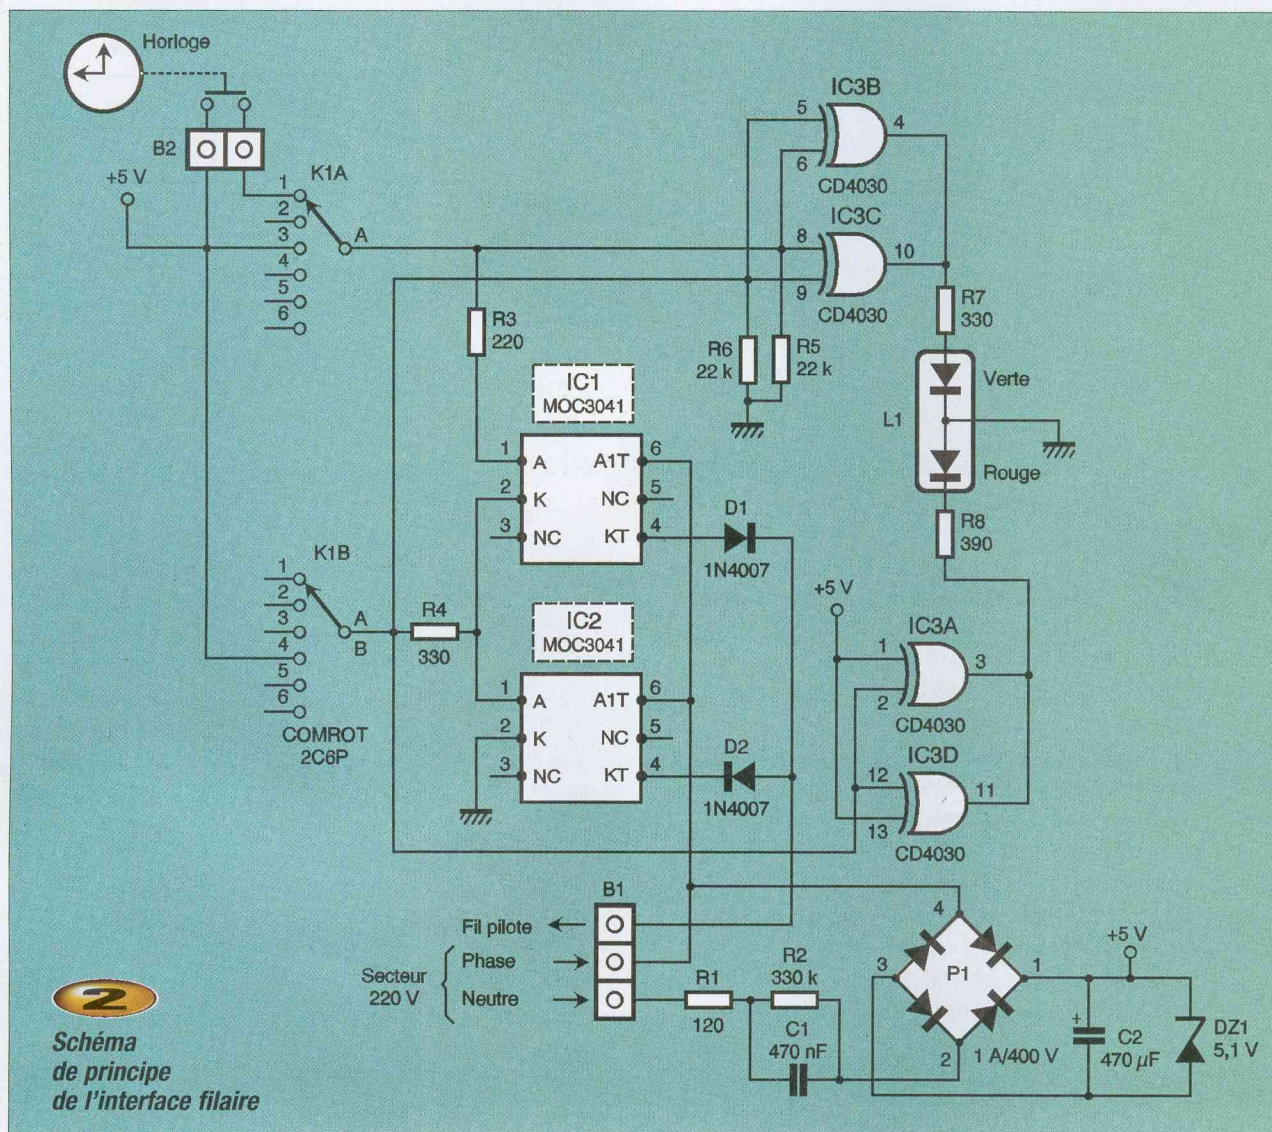 Horloge
B2
+5 V
K1A
1
2
3
4
5
6
A
R3
220
IC3B
5
6
4
CD4030
IC3C
8
9
10
CD4030
R7
330
R6
22 k
R5
22 k
Verte
L1
Rouge
R8
390
IC1
MOC3041
1
2
3
A
K
NC
A1T
NC
KT
6
5
4
D1
1N4007
K1B
1
2
3
4
5
6
A
B
COMROT
2C6P
R4
330
IC2
MOC3041
1
2
3
A
K
NC
A1T
NC
KT
6
5
4
D2
1N4007
+5 V
IC3A
1
2
3
CD4030
IC3D
12
13
11
CD4030
B1
Fil pilote
Phase
Neutre
Secteur
220 V
R1
120
R2
330 k
C1
470 nF
4
3
P1
1
2
1 A/400 V
+5 V
+
C2
470 µF
DZ1
5,1 V
2
Schéma
de principe
de l'interface filaire